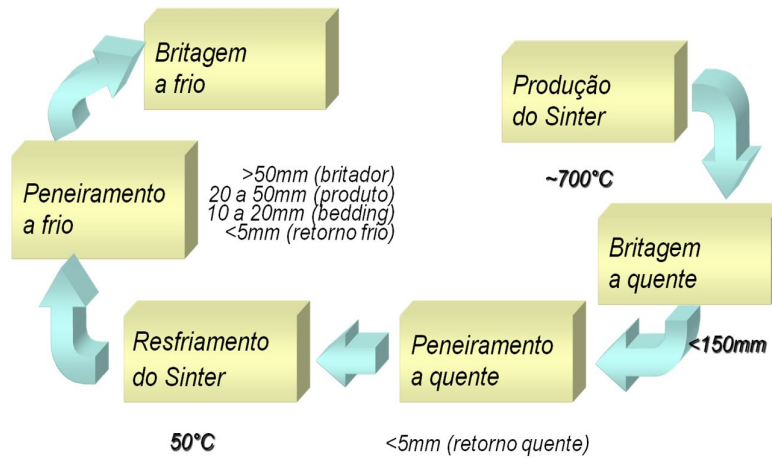 Britagem
a frio
Produção
do Sinter
~700°C
Peneiramento
a frio
>50mm (britador)
20 a 50mm (produto)
10 a 20mm (bedding)
<5mm (retorno frio)
Britagem
a quente
<150mm
Resfriamento
do Sinter
Peneiramento
a quente
50°C
<5mm (retorno quente)